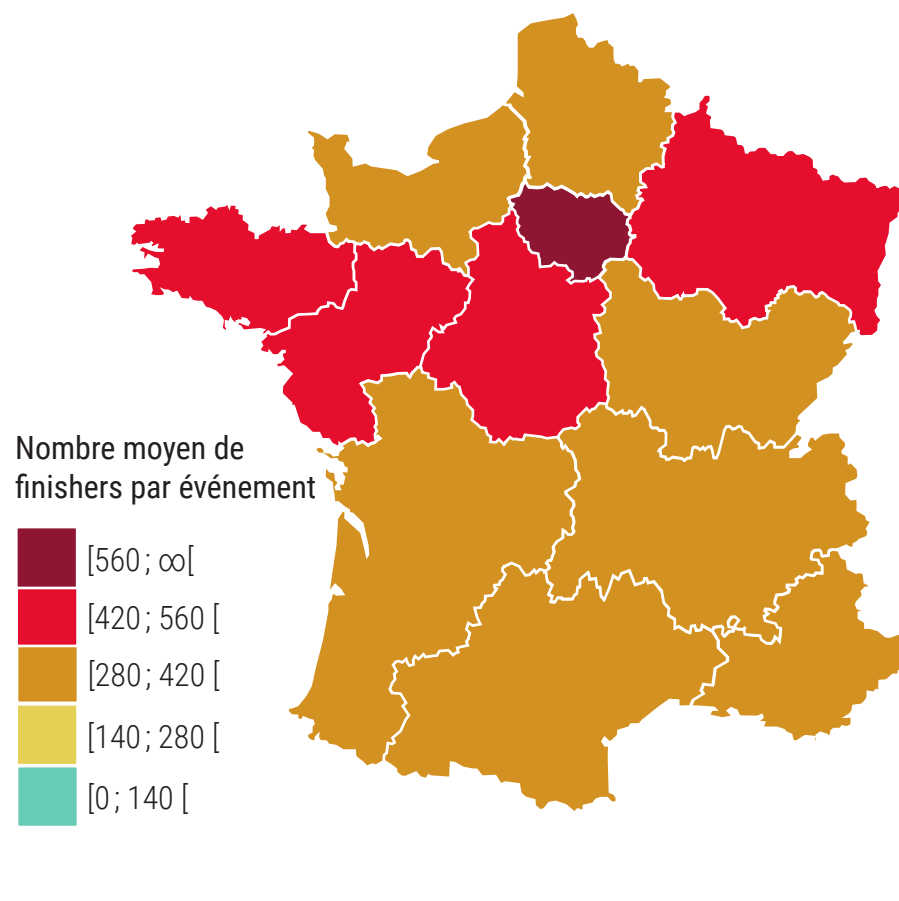 Nombre moyen de
finishers par événement
[560 ; ∞[
[420 ; 560 [
[280 ; 420 [
[140 ; 280 [
[0 ; 140 [